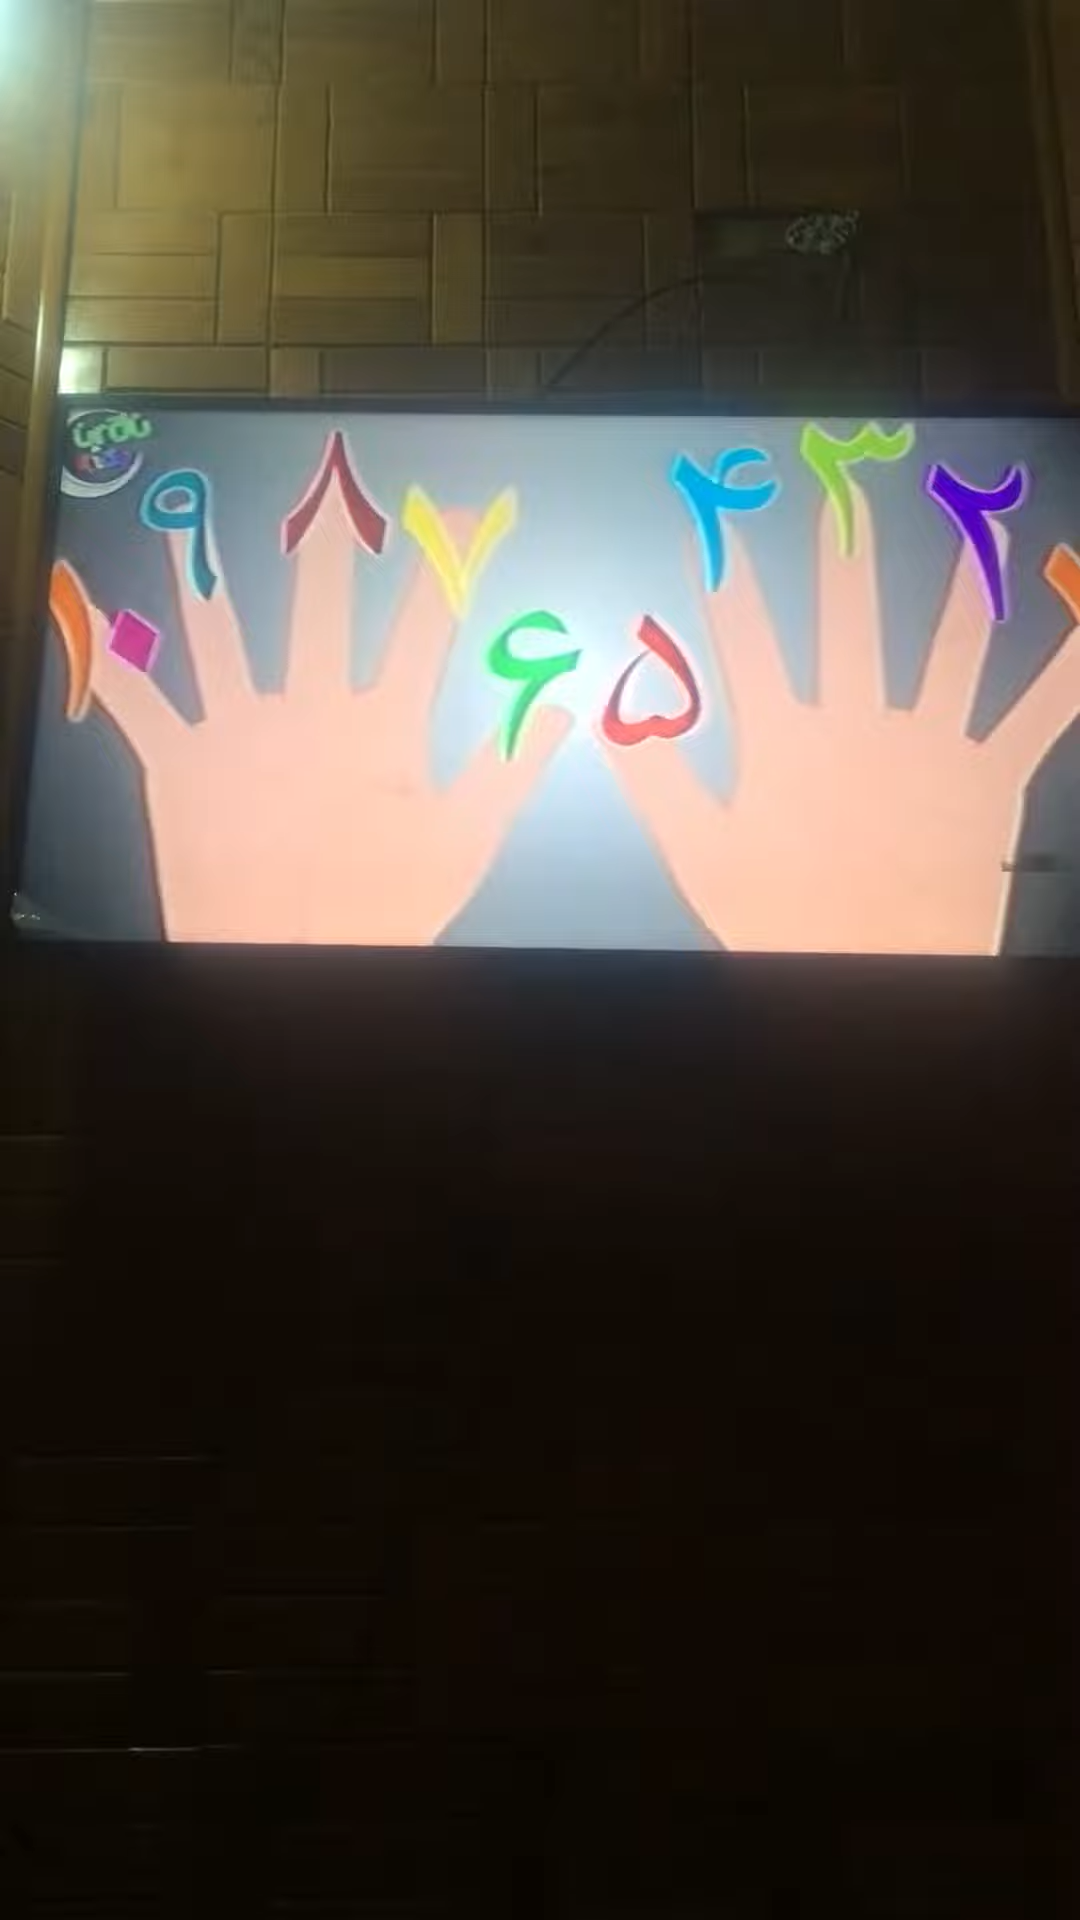 ۱ ۲ ۳ ۴ ۵ ۶ ۷ ۸ ۹ ۱۰